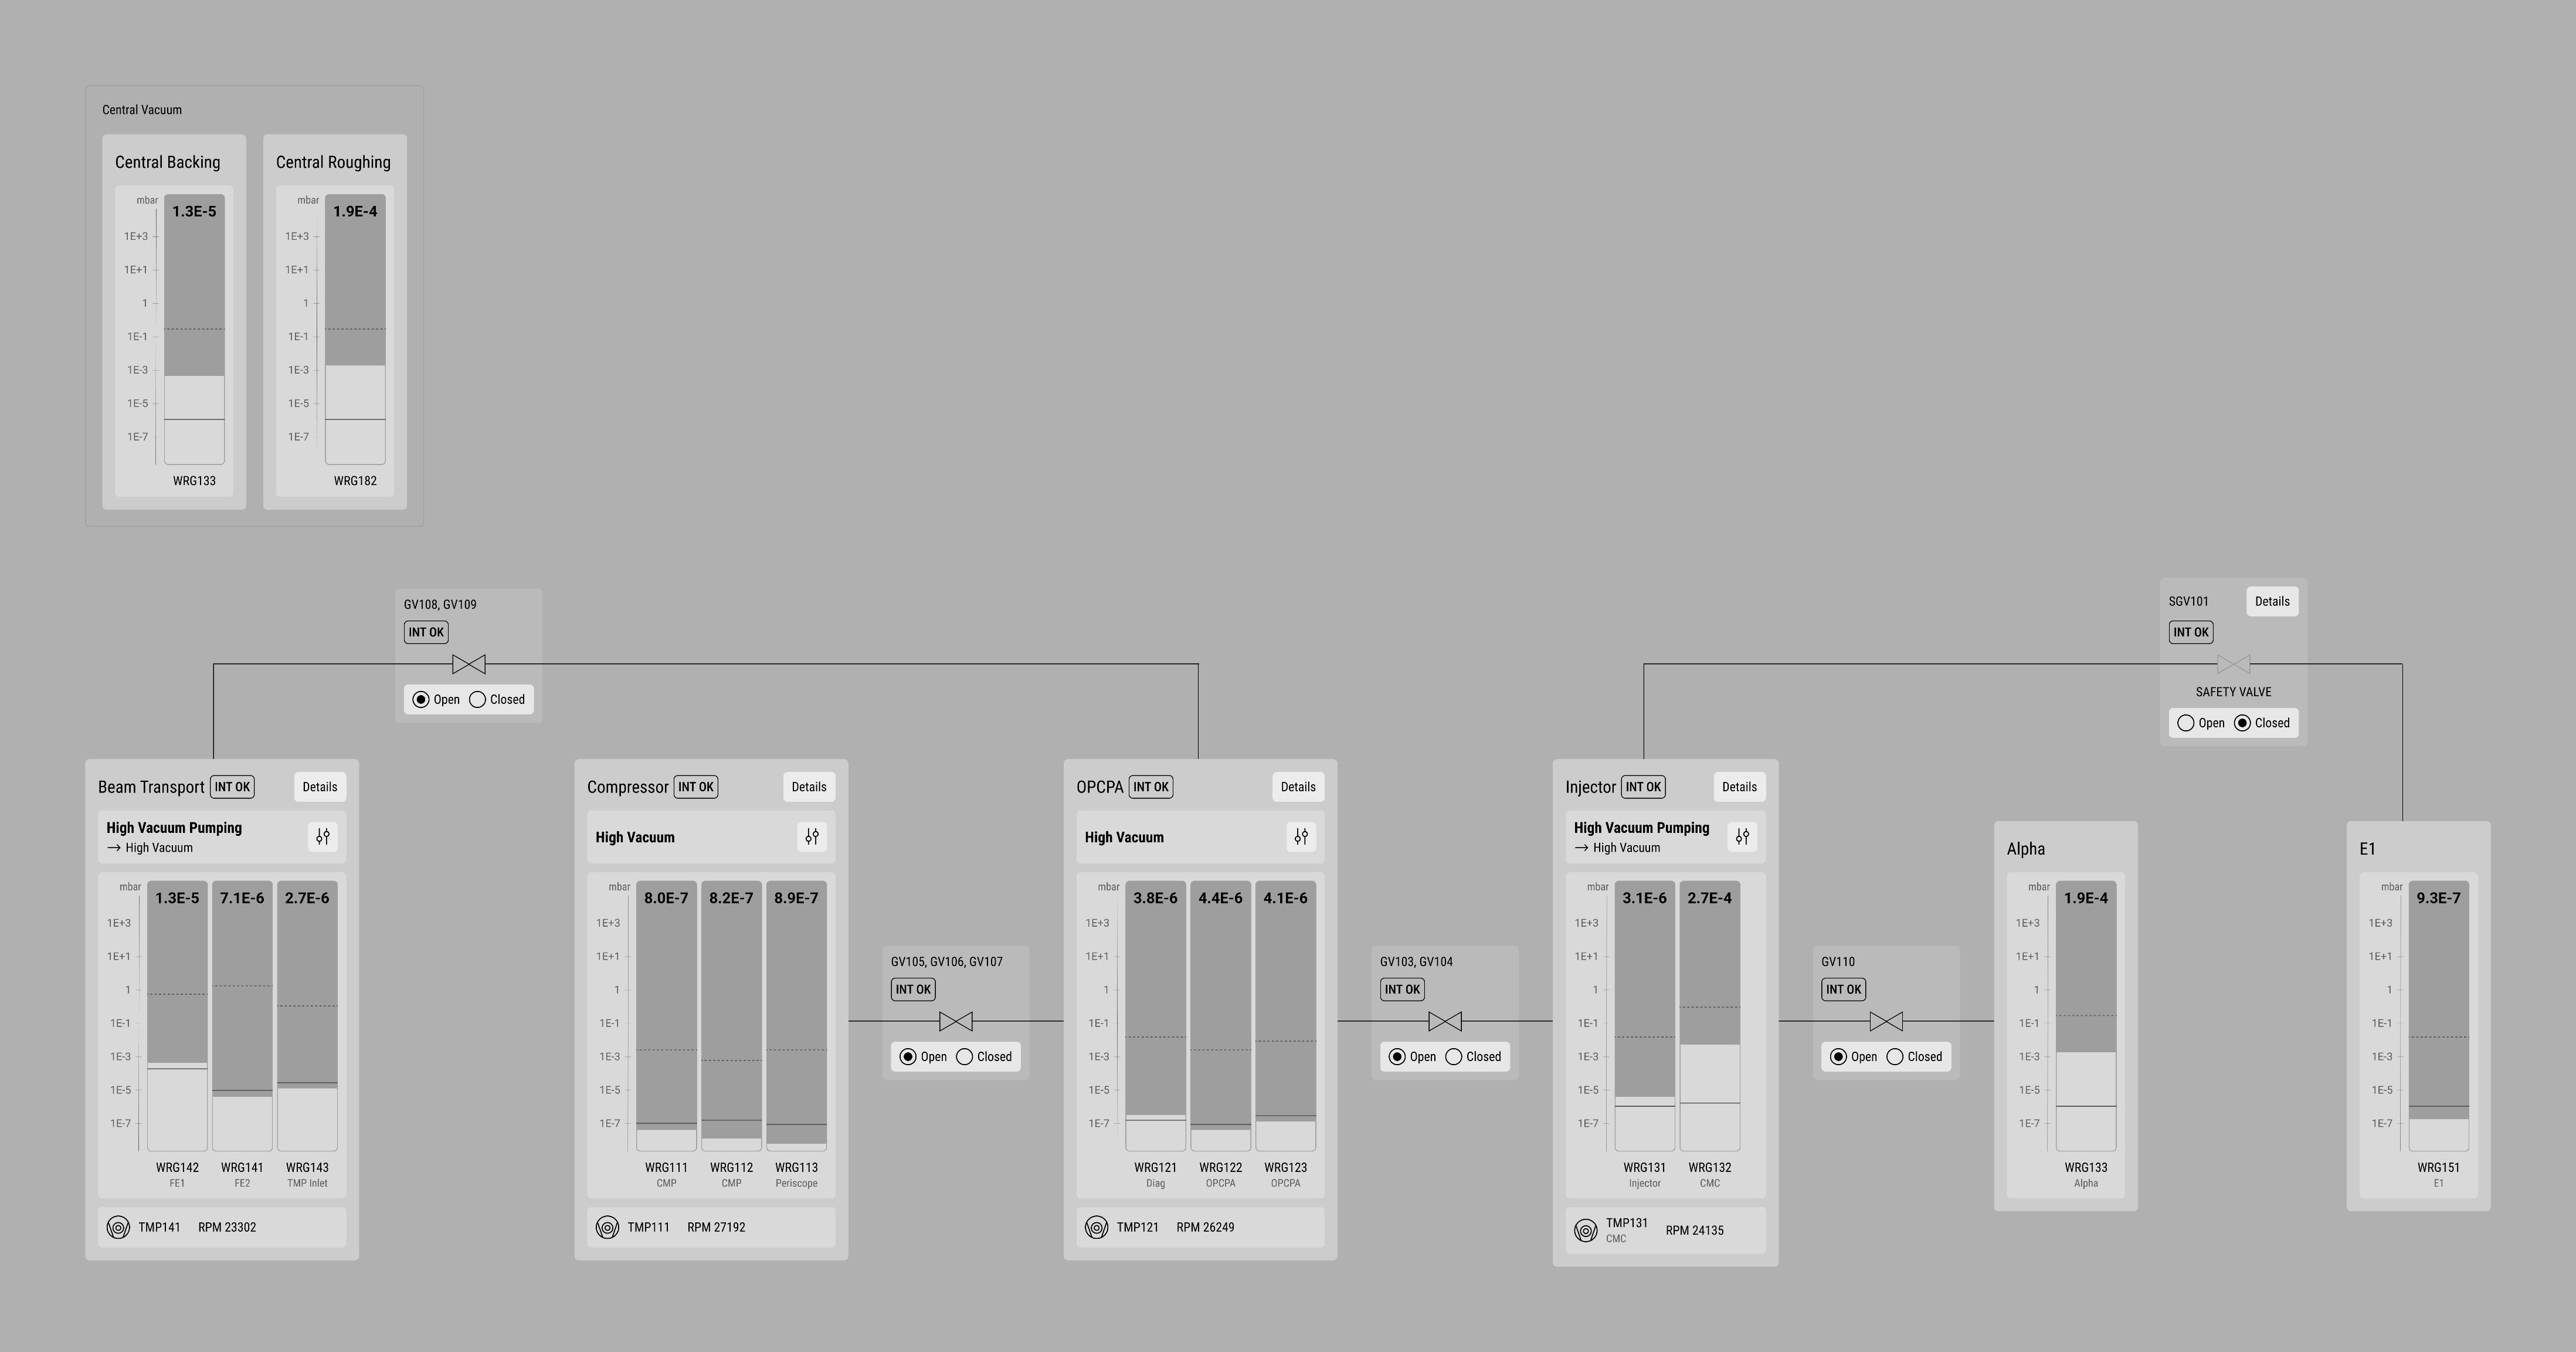 Central Vacuum
Central Backing
mbar
1.3E-5
1E+3
1E+1
1
1E-1
1E-3
1E-5
1E-7
WRG133
Central Roughing
mbar
1.9E-4
1E+3
1E+1
1
1E-1
1E-3
1E-5
1E-7
WRG182
GV108, GV109
INT OK
Open Closed
SGV101 Details
INT OK
SAFETY VALVE
Open Closed
Beam Transport INT OK Details
High Vacuum Pumping
→ High Vacuum
mbar
1.3E-5 7.1E-6 2.7E-6
1E+3
1E+1
1
1E-1
1E-3
1E-5
1E-7
WRG142 WRG141 WRG143
FE1 FE2 TMP Inlet
TMP141 RPM 23302
Compressor INT OK Details
High Vacuum
mbar
8.0E-7 8.2E-7 8.9E-7
1E+3
1E+1
1
1E-1
1E-3
1E-5
1E-7
WRG111 WRG112 WRG113
CMP CMP Periscope
TMP111 RPM 27192
GV105, GV106, GV107
INT OK
Open Closed
OPCPA INT OK Details
High Vacuum
mbar
3.8E-6 4.4E-6 4.1E-6
1E+3
1E+1
1
1E-1
1E-3
1E-5
1E-7
WRG121 WRG122 WRG123
Diag OPCPA OPCPA
TMP121 RPM 26249
GV103, GV104
INT OK
Open Closed
Injector INT OK Details
High Vacuum Pumping
→ High Vacuum
mbar
3.1E-6 2.7E-4
1E+3
1E+1
1
1E-1
1E-3
1E-5
1E-7
WRG131 WRG132
Injector CMC
TMP131
CMC
RPM 24135
GV110
INT OK
Open Closed
Alpha
mbar
1.9E-4
1E+3
1E+1
1
1E-1
1E-3
1E-5
1E-7
WRG133
Alpha
E1
mbar
9.3E-7
1E+3
1E+1
1
1E-1
1E-3
1E-5
1E-7
WRG151
E1